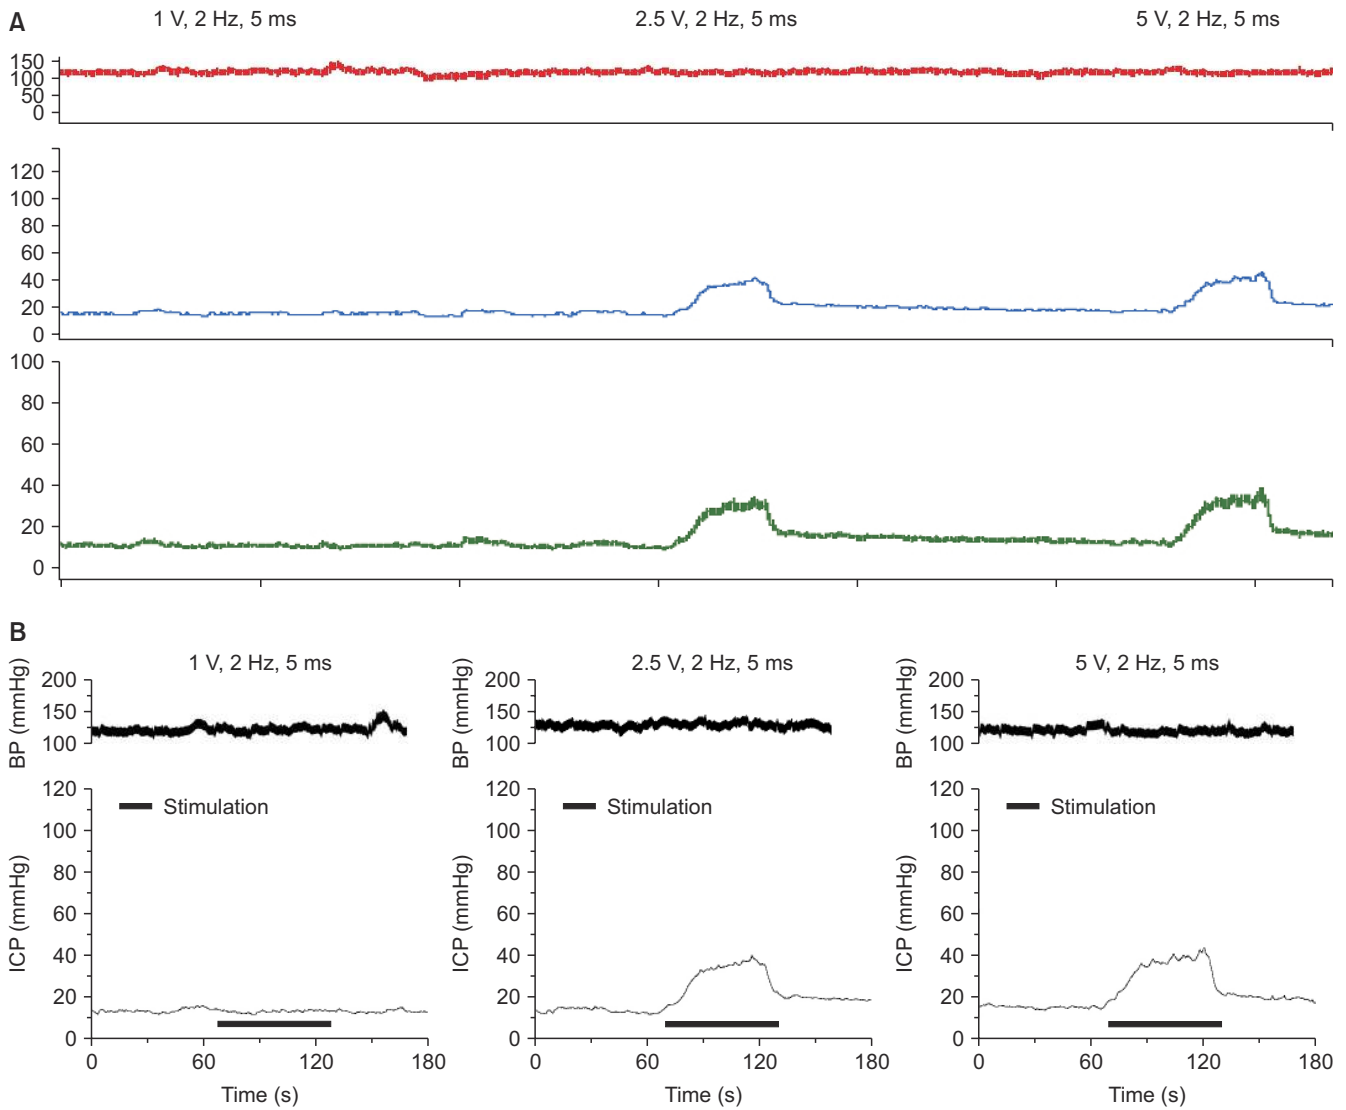 A
1 V, 2 Hz, 5 ms
2.5 V, 2 Hz, 5 ms
5 V, 2 Hz, 5 ms
150
100
50
0
120
100
80
60
40
20
0
100
80
60
40
20
0
B
1 V, 2 Hz, 5 ms
BP (mmHg)
200
150
100
ICP (mmHg)
120
100
80
60
40
20
0
Stimulation
0 60 120 180
Time (s)
2.5 V, 2 Hz, 5 ms
BP (mmHg)
200
150
100
ICP (mmHg)
120
100
80
60
40
20
0
Stimulation
0 60 120 180
Time (s)
5 V, 2 Hz, 5 ms
BP (mmHg)
200
150
100
ICP (mmHg)
120
100
80
60
40
20
0
Stimulation
0 60 120 180
Time (s)